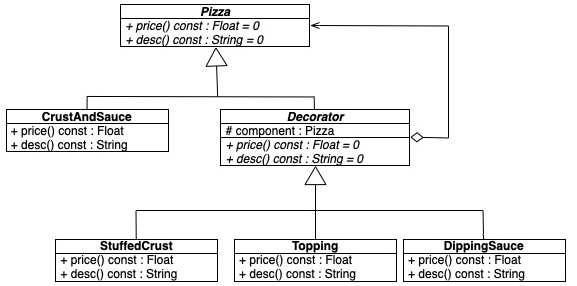 Pizza
+ price() const : Float = 0
+ desc() const : String = 0
CrustAndSauce
+ price() const : Float
+ desc() const : String
Decorator
# component : Pizza
+ price() const : Float = 0
+ desc() const : String = 0
StuffedCrust
+ price() const : Float
+ desc() const : String
Topping
+ price() const : Float
+ desc() const : String
DippingSauce
+ price() const : Float
+ desc() const : String